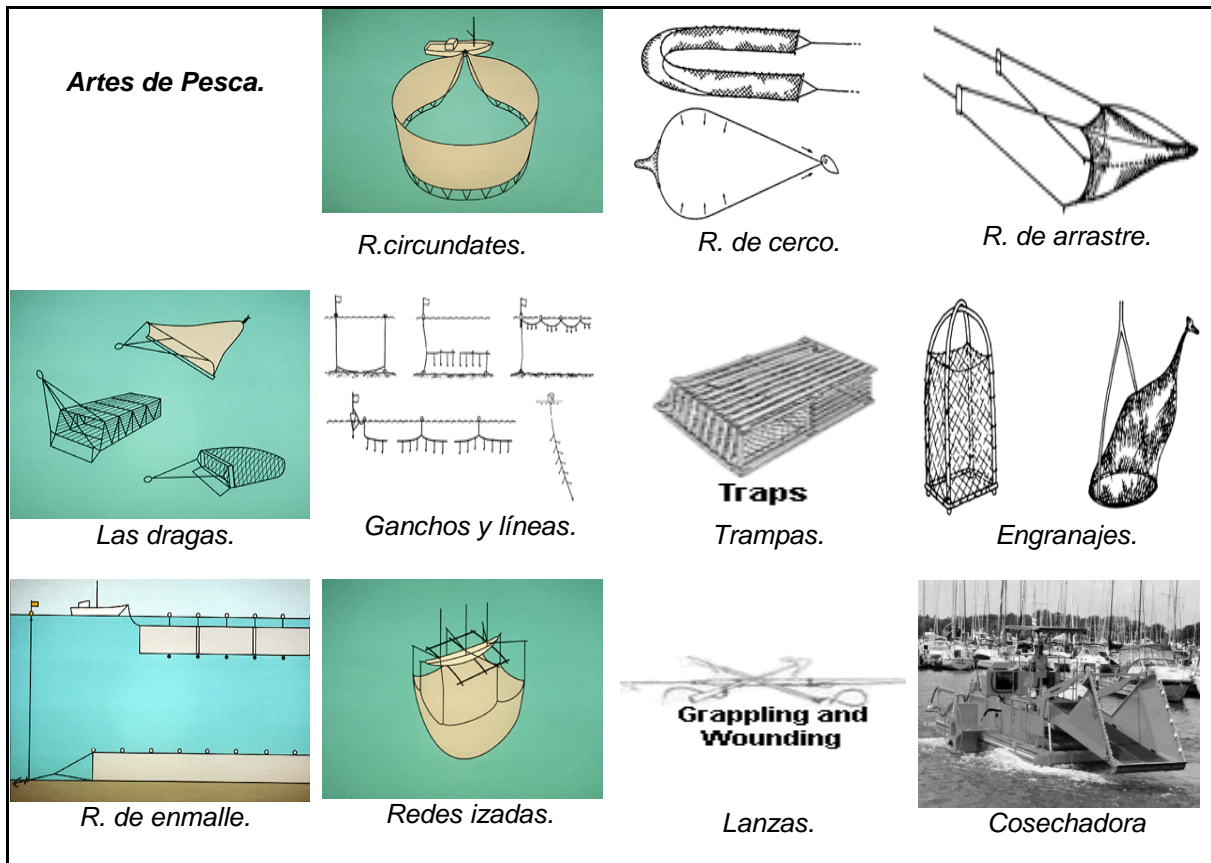 Artes de Pesca.
R.circundates.
R. de cerco.
R. de arrastre.
Las dragas.
Ganchos y líneas.
Traps
Trampas.
Engranajes.
R. de enmalle.
Redes izadas.
Grappling and
Wounding
Lanzas.
Cosechadora